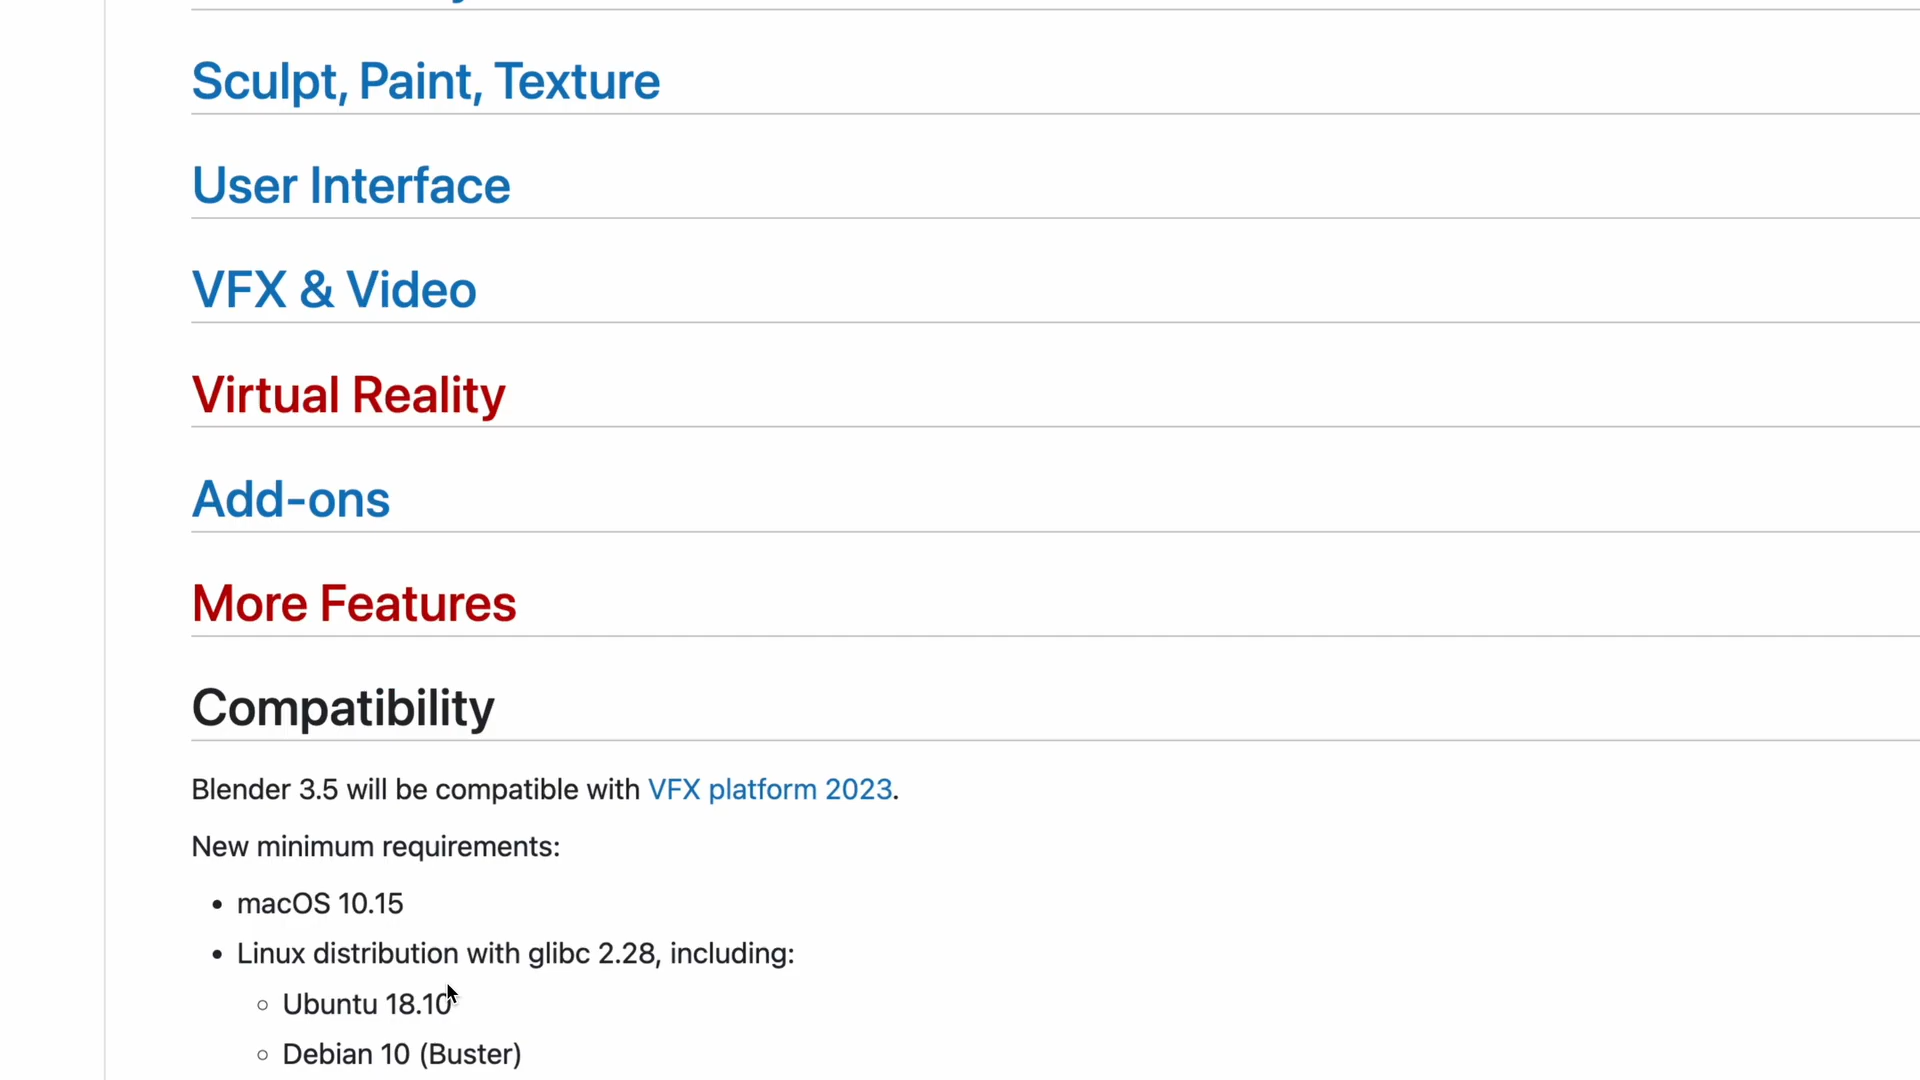 Sculpt, Paint, Texture
User Interface
VFX & Video
Virtual Reality
Add-ons
More Features
Compatibility
Blender 3.5 will be compatible with VFX platform 2023.
New minimum requirements:
• macOS 10.15
• Linux distribution with glibc 2.28, including:
◦ Ubuntu 18.10
◦ Debian 10 (Buster)